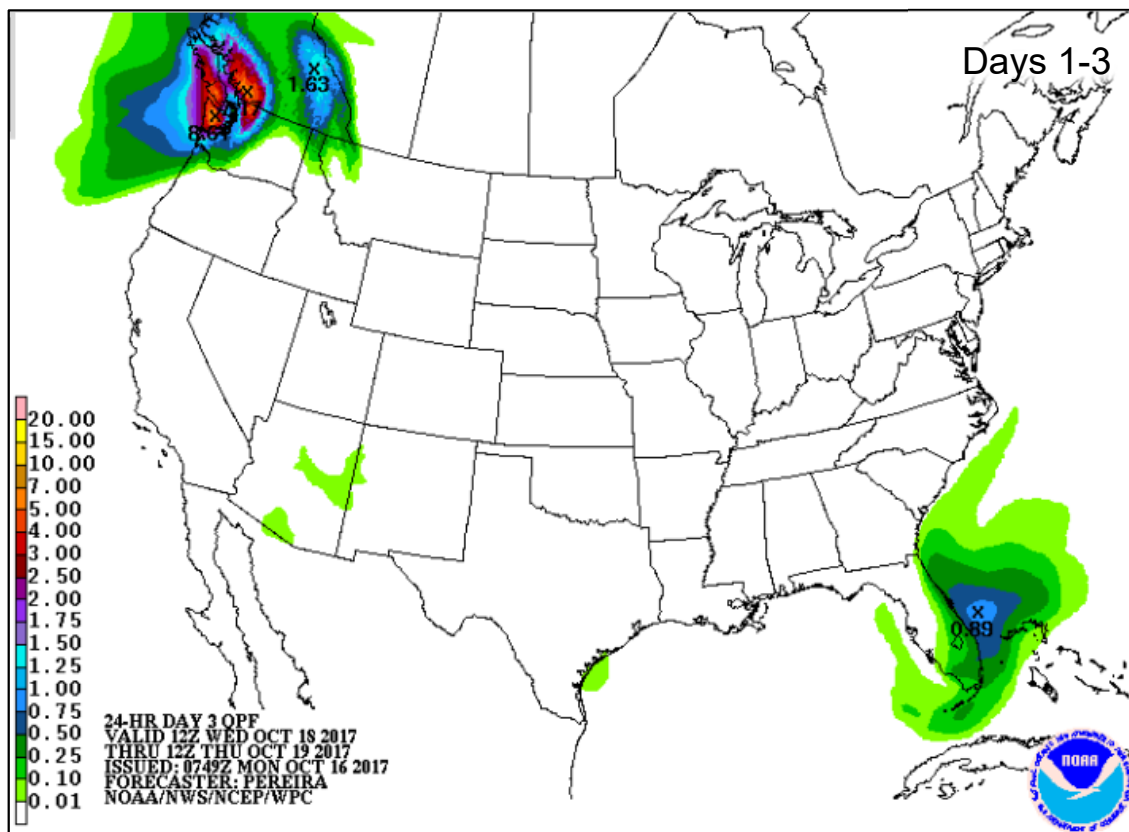 Days 1-3
1.63
0.89
20.00
15.00
10.00
7.00
5.00
4.00
3.00
2.50
2.00
1.75
1.50
1.25
1.00
0.75
0.50
0.25
0.10
0.01
24-HR DAY 3 QPF
VALID 12Z WED OCT 18 2017
THRU 12Z THU OCT 19 2017
ISSUED: 0749Z MON OCT 16 2017
FORECASTER: PEREIRA
NOAA/NWS/NCEP/WPC
NOAA